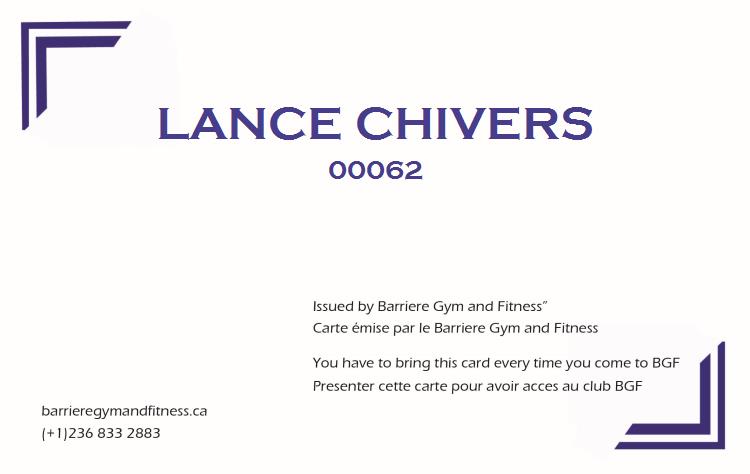 LANCE CHIVERS
00062
Issued by Barriere Gym and Fitness”
Carte émise par le Barriere Gym and Fitness
You have to bring this card every time you come to BGF
Presenter cette carte pour avoir acces au club BGF
barrieregymandfitness.ca
(+1)236 833 2883